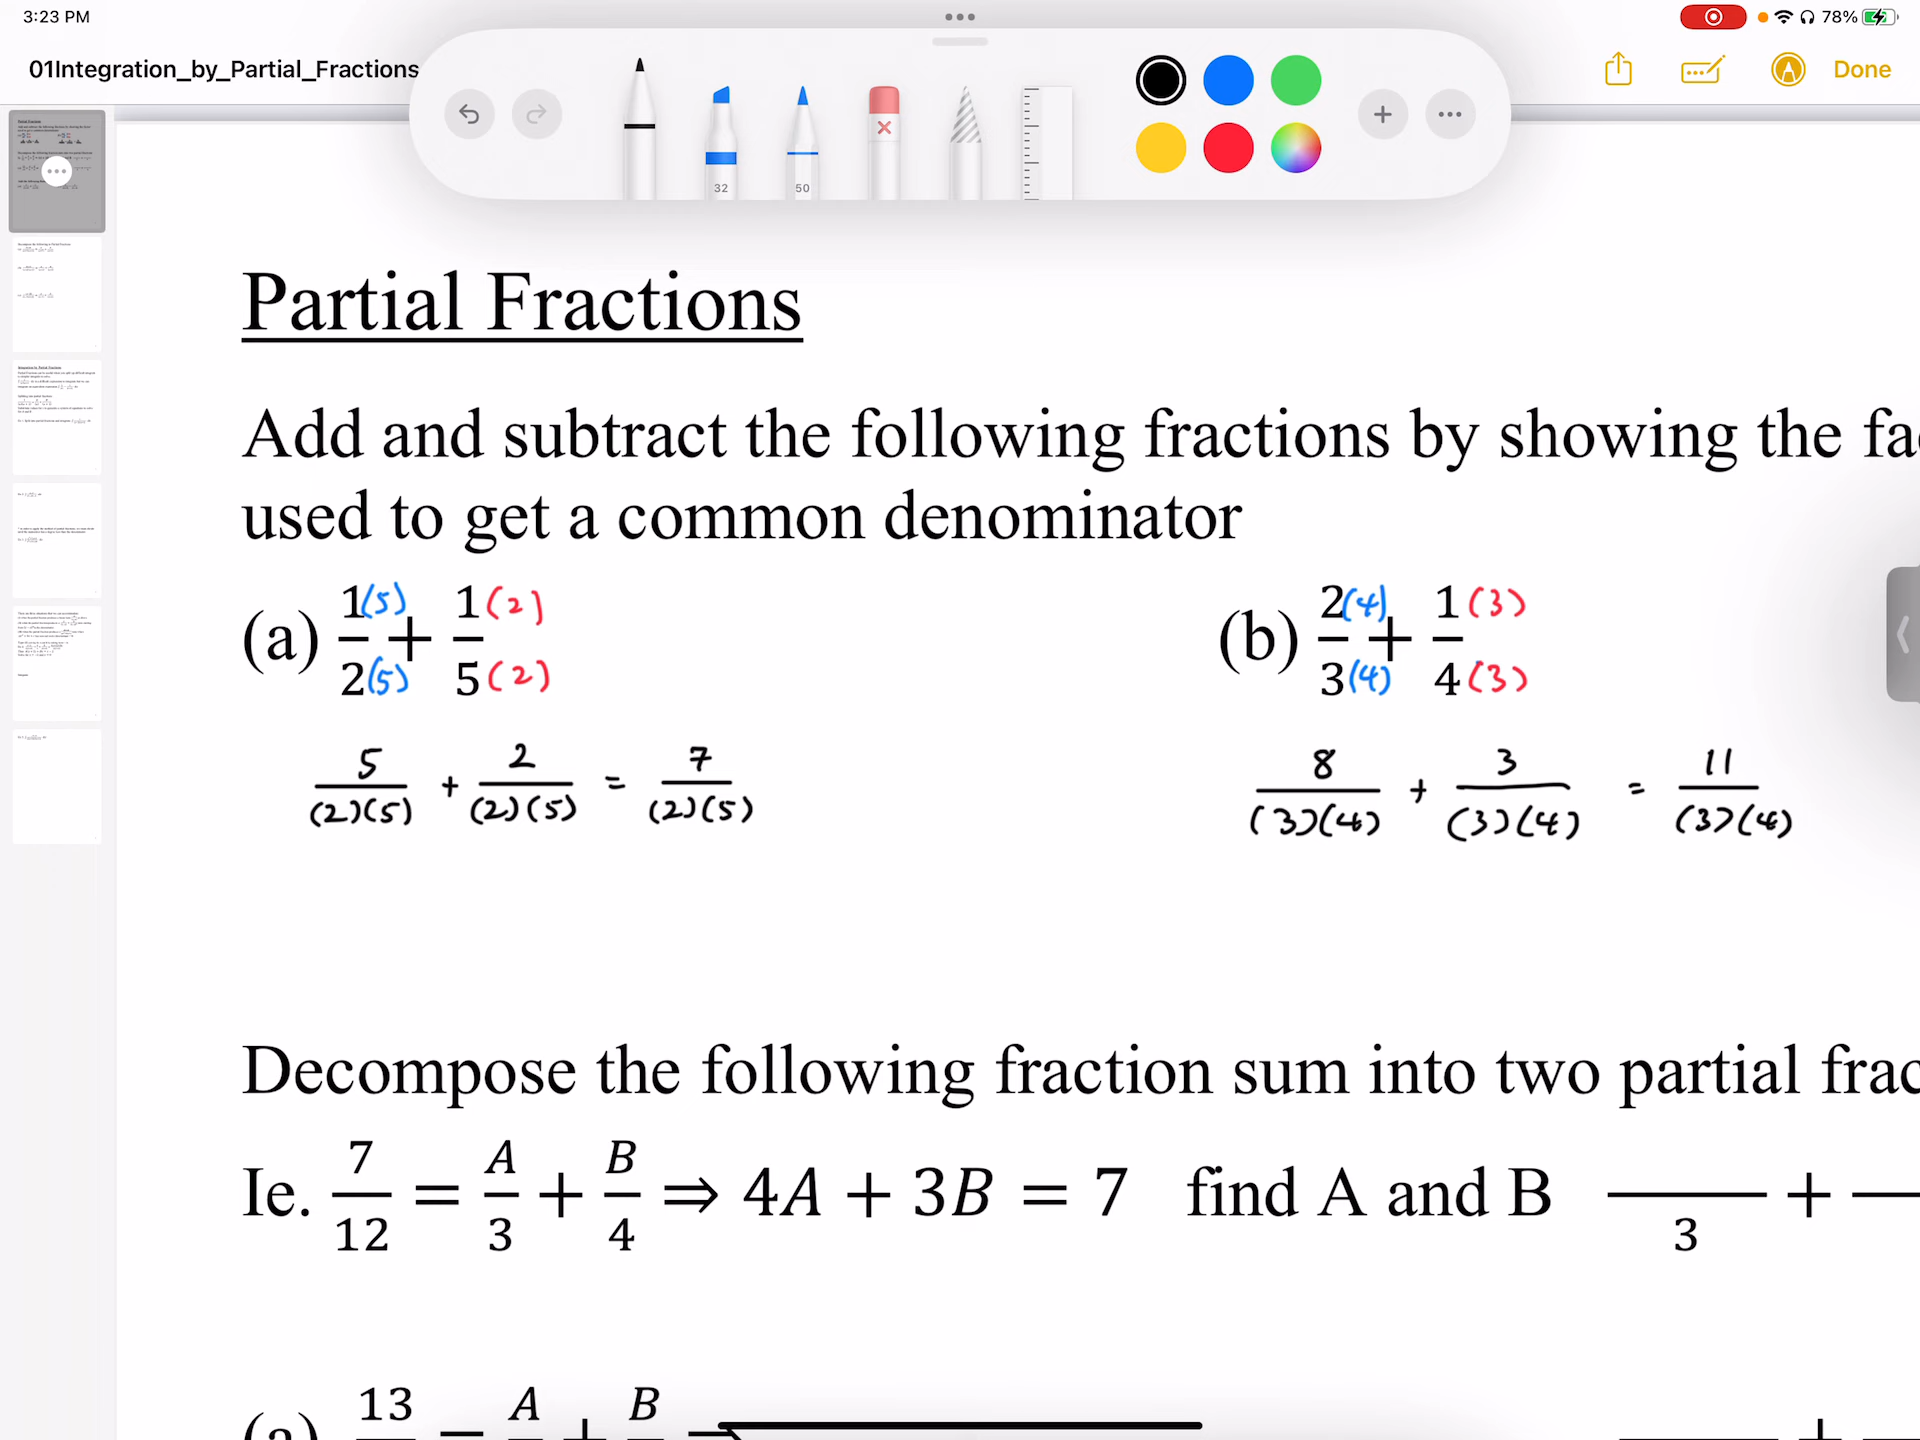 3:23 PM
78%
01Integration_by_Partial_Fractions
Done
32 50
Partial Fractions
Add and subtract the following fractions by showing the fa
used to get a common denominator
(a) 1(5)/2(5) + 1(2)/5(2)
(b) 2(4)/3(4) + 1(3)/4(3)
5/(2)(5) + 2/(2)(5) = 7/(2)(5)
8/(3)(4) + 3/(3)(4) = 11/(3)(4)
Decompose the following fraction sum into two partial frac
Ie. 7/12 = A/3 + B/4 ⇒ 4A + 3B = 7 find A and B __/3 + __
(a) 13 = A + B ⇒ __ + __